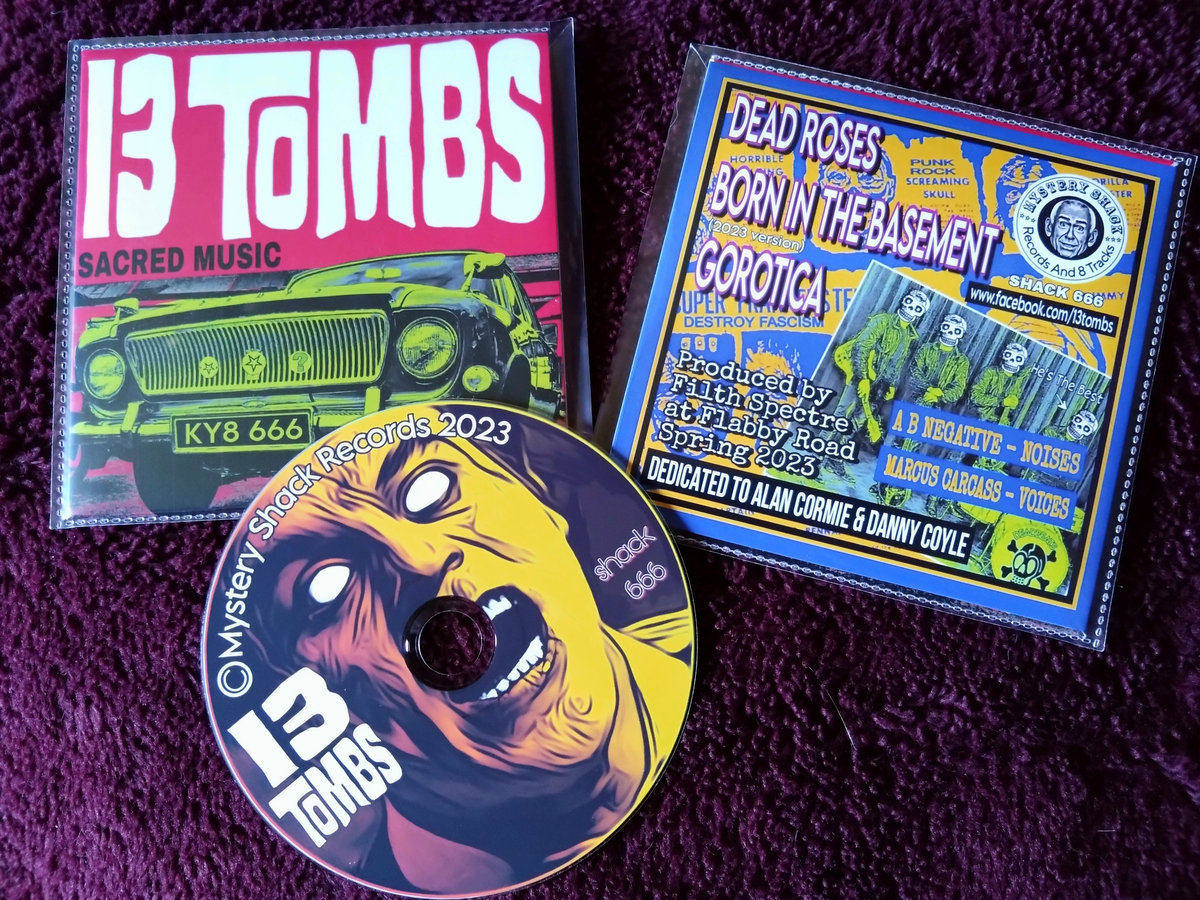 13 TOMBS
SACRED MUSIC
KY8 666
DEAD ROSES
BORN IN THE BASEMENT
(2023 version)
GOROTICA
HORRIBLE
PUNK
ROCK
SCREAMING
SKULL
DESTROY FASCISM
MYSTERY SHACK
Records And 8 Tracks
SHACK 666
www.facebook.com/13tombs
He's The Best
Produced by
Filth Spectre
at Flabby Road
Spring 2023
A B NEGATIVE - NOISES
MARCUS CARCASS - VOICES
DEDICATED TO ALAN CORMIE & DANNY COYLE
©Mystery Shack Records 2023
shack
666
13
TOMBS